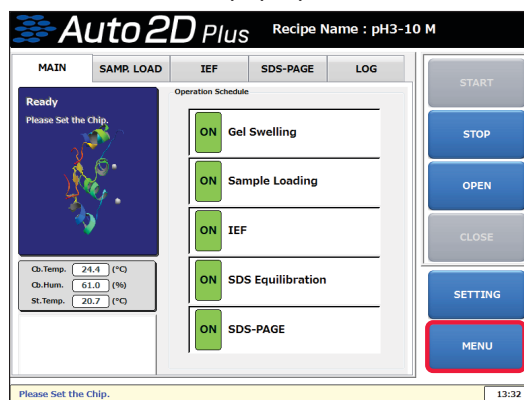 Auto2D Plus Recipe Name : pH3-10 M
MAIN SAMP. LOAD IEF SDS-PAGE LOG
Ready
Please Set the Chip.
Cb.Temp. 24.4 (°C)
Cb.Hum. 61.0 (%)
St.Temp. 20.7 (°C)
Operation Schedule
ON Gel Swelling
ON Sample Loading
ON IEF
ON SDS Equilibration
ON SDS-PAGE
START
STOP
OPEN
CLOSE
SETTING
MENU
Please Set the Chip. 13:32